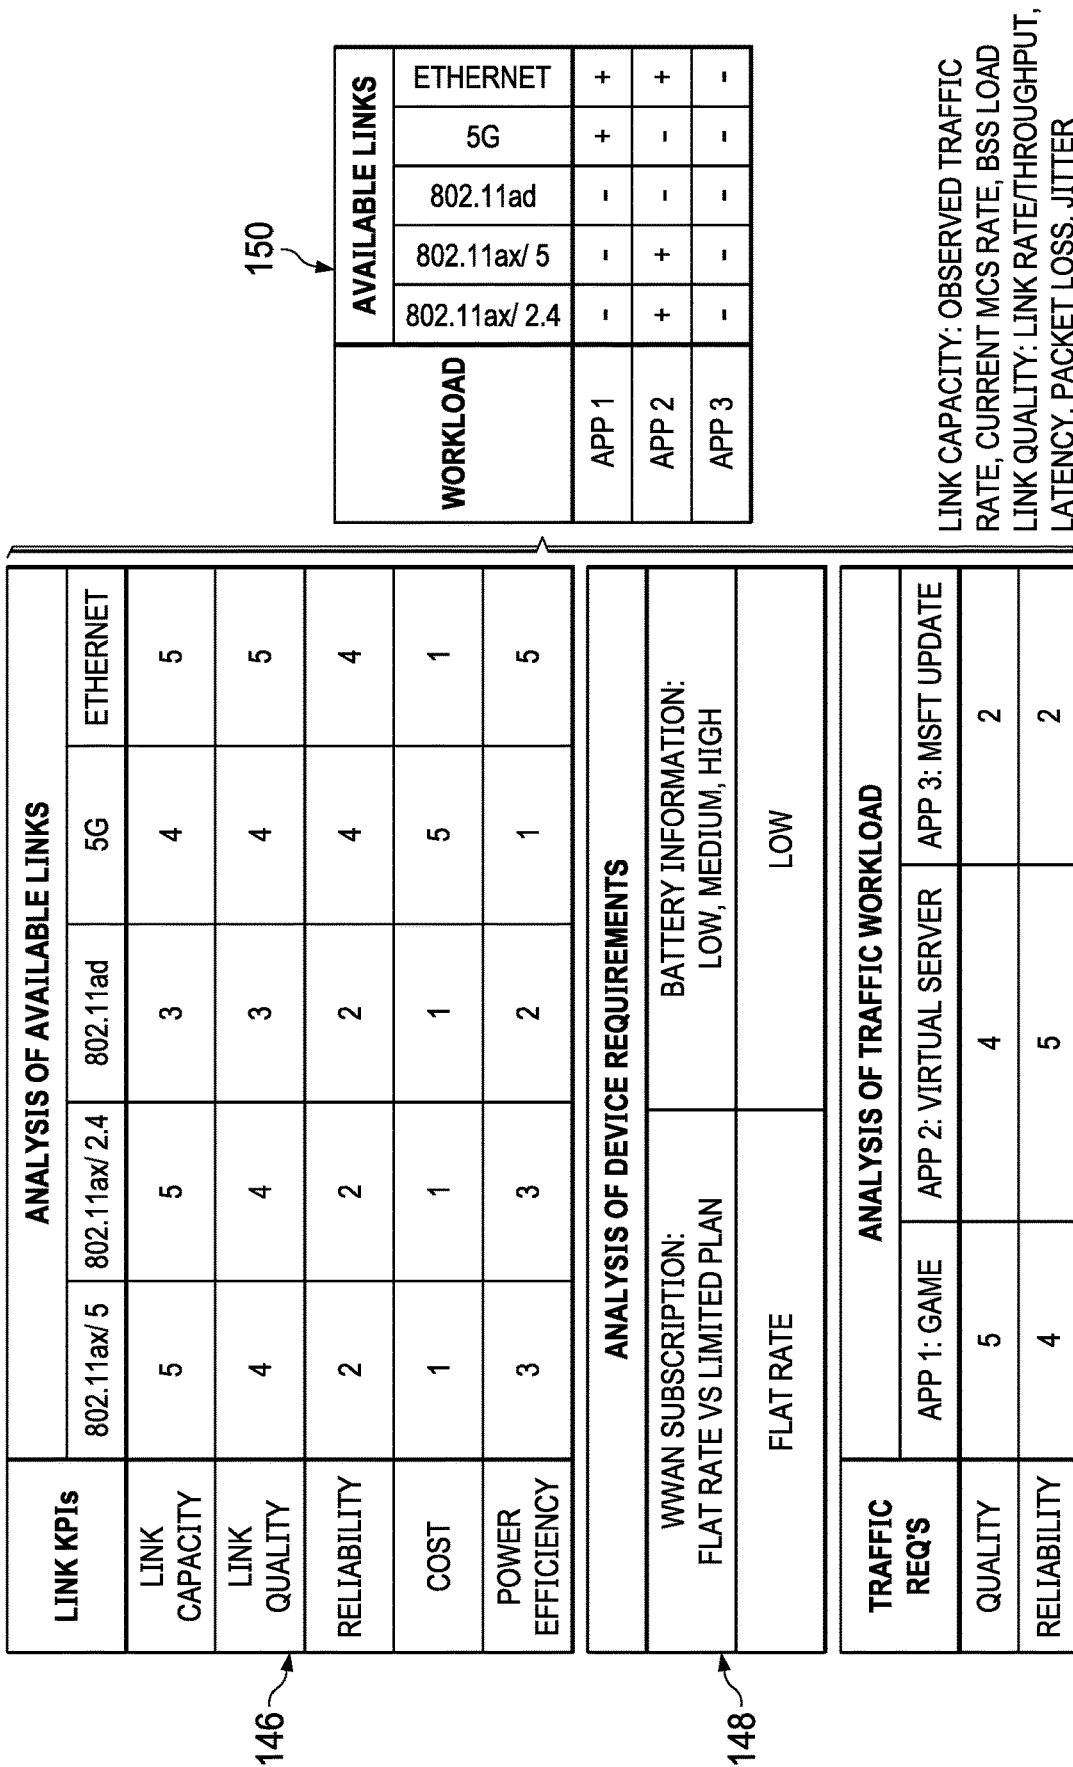 146
LINK KPIs
ANALYSIS OF AVAILABLE LINKS
802.11ax/ 5
802.11ax/ 2.4
802.11ad
5G
ETHERNET
LINK
CAPACITY
5
5
3
4
5
LINK
QUALITY
4
4
3
4
5
RELIABILITY
2
2
2
4
4
COST
1
1
1
5
1
POWER
EFFICIENCY
3
3
2
1
5
148
ANALYSIS OF DEVICE REQUIREMENTS
WWAN SUBSCRIPTION:
FLAT RATE VS LIMITED PLAN
BATTERY INFORMATION:
LOW, MEDIUM, HIGH
FLAT RATE
LOW
TRAFFIC
REQ'S
ANALYSIS OF TRAFFIC WORKLOAD
APP 1: GAME
APP 2: VIRTUAL SERVER
APP 3: MSFT UPDATE
QUALITY
5
4
2
RELIABILITY
4
5
2
150
WORKLOAD
AVAILABLE LINKS
802.11ax/ 2.4
802.11ax/ 5
802.11ad
5G
ETHERNET
APP 1
-
-
-
+
+
APP 2
+
+
-
-
+
APP 3
-
-
-
-
-
LINK CAPACITY: OBSERVED TRAFFIC
RATE, CURRENT MCS RATE, BSS LOAD
LINK QUALITY: LINK RATE/THROUGHPUT,
LATENCY, PACKET LOSS, JITTER